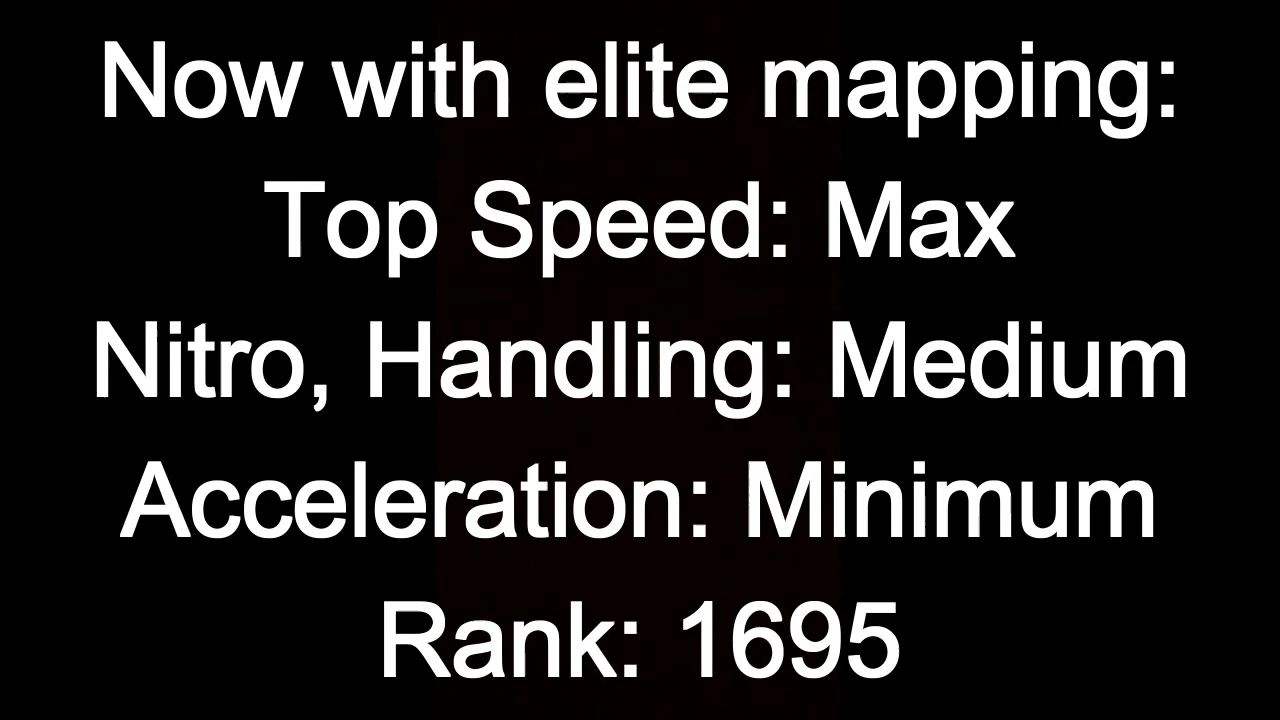 Now with elite mapping:
Top Speed: Max
Nitro, Handling: Medium
Acceleration: Minimum
Rank: 1695